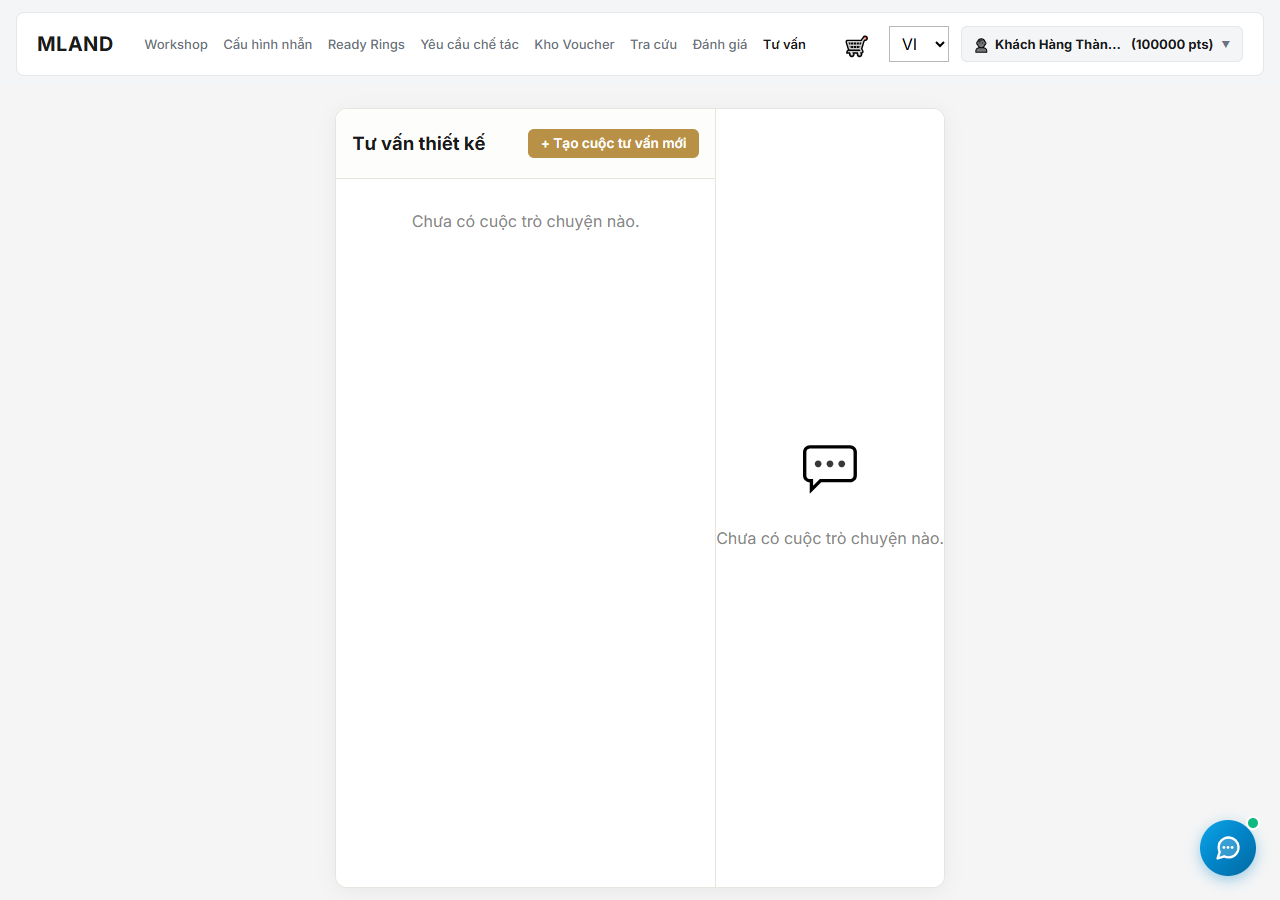 MLAND
Workshop
Cấu hình nhẫn
Ready Rings
Yêu cầu chế tác
Kho Voucher
Tra cứu
Đánh giá
Tư vấn
VI
Khách Hàng Thàn... (100000 pts) ▼
Tư vấn thiết kế
+ Tạo cuộc tư vấn mới
Chưa có cuộc trò chuyện nào.
Chưa có cuộc trò chuyện nào.